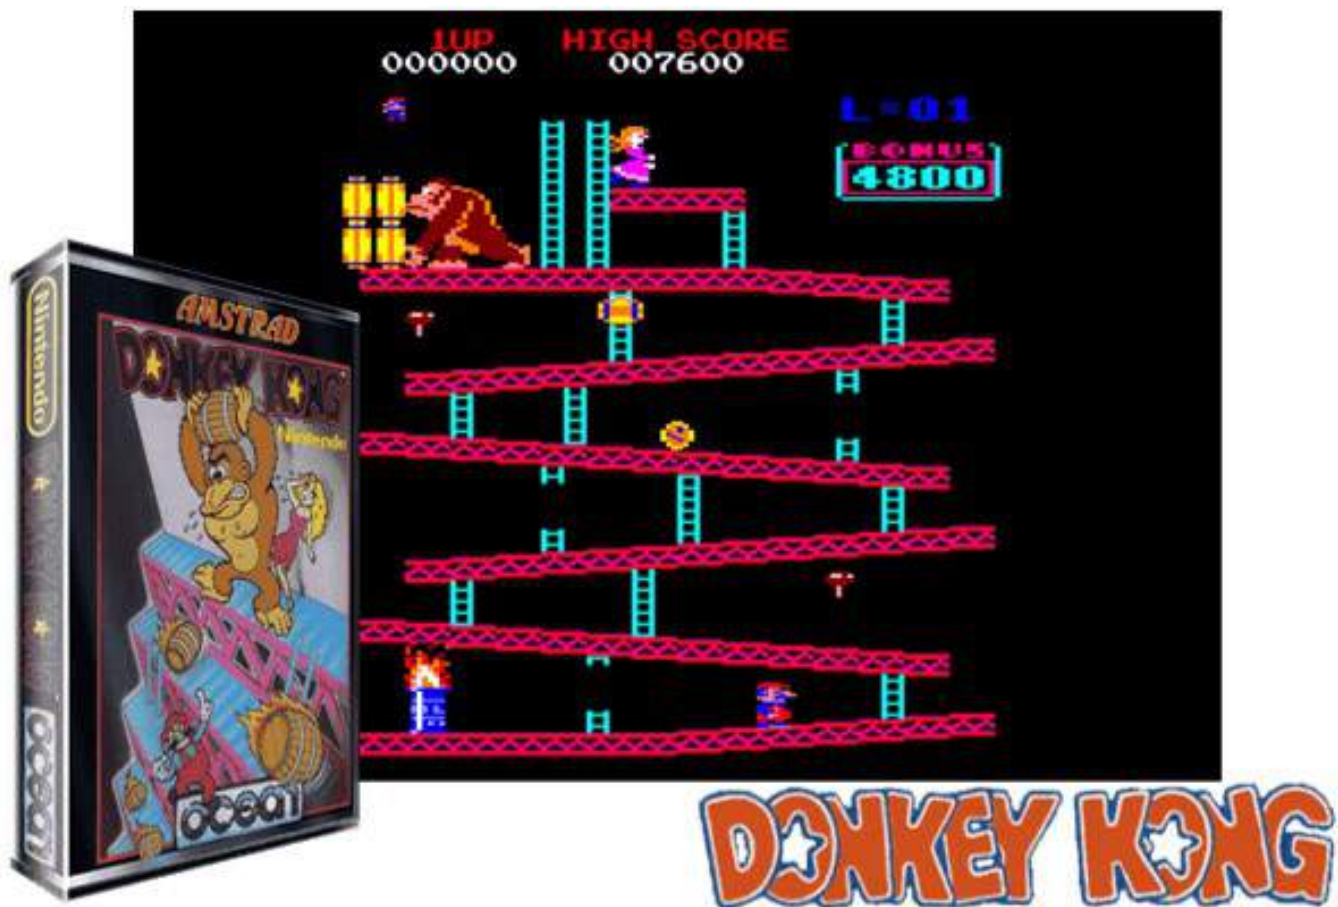 1UP HIGH SCORE
000000 007600
L=01
BONUS
4800
Nintendo
AMSTRAD
DONKEY KONG
Nintendo
ocean
ocean
DONKEY KONG